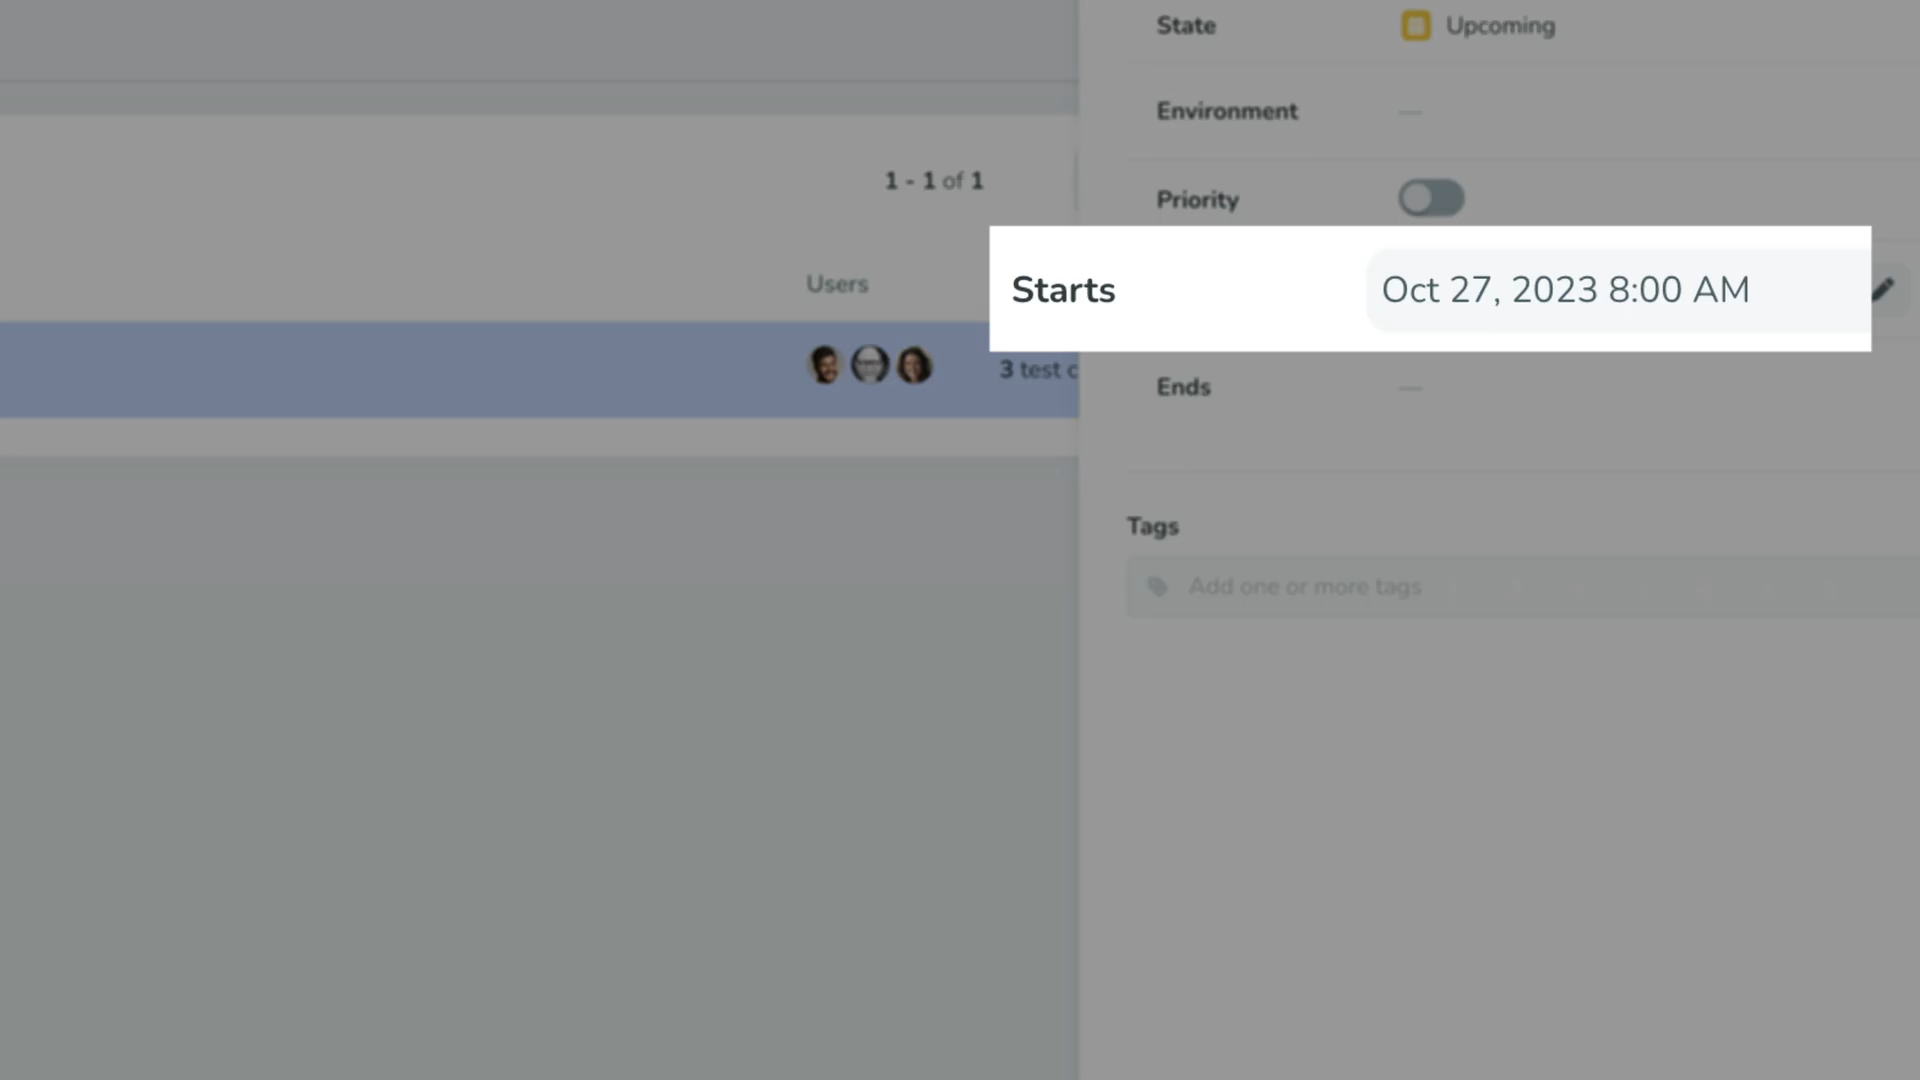 State Upcoming
Environment —
1 - 1 of 1
Priority
Users
Starts Oct 27, 2023 8:00 AM
3 test c
Ends —
Tags
Add one or more tags